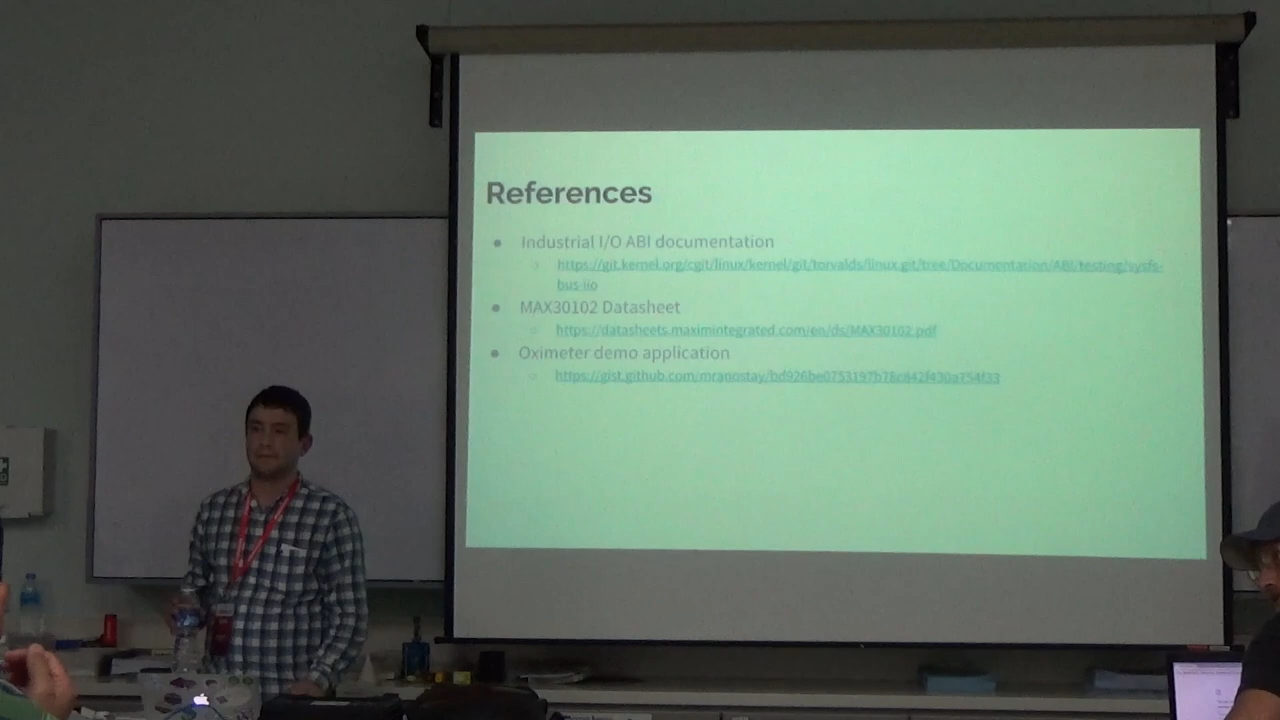 References
● Industrial I/O ABI documentation
○ https://git.kernel.org/cgit/linux/kernel/git/torvalds/linux.git/tree/Documentation/ABI/testing/sysfs-
bus-iio
● MAX30102 Datasheet
○ https://datasheets.maximintegrated.com/en/ds/MAX30102.pdf
● Oximeter demo application
○ https://gist.github.com/mranostay/